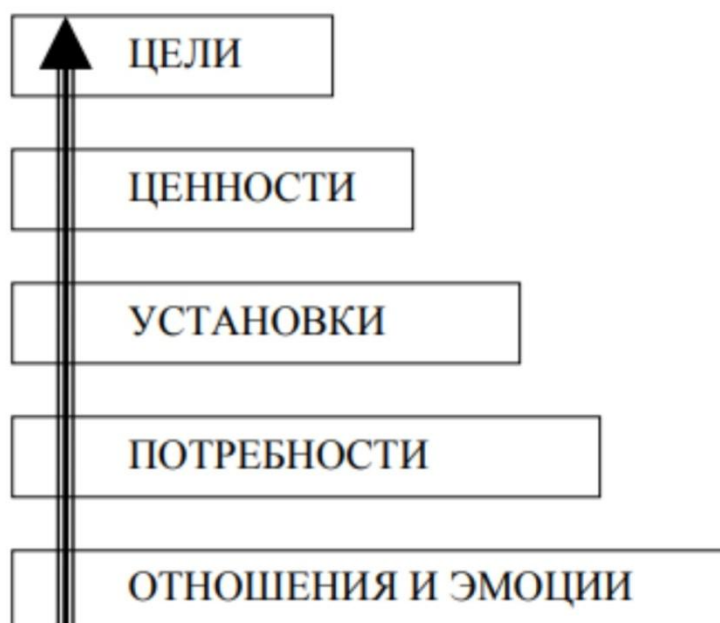 ЦЕЛИ
ЦЕННОСТИ
УСТАНОВКИ
ПОТРЕБНОСТИ
ОТНОШЕНИЯ И ЭМОЦИИ